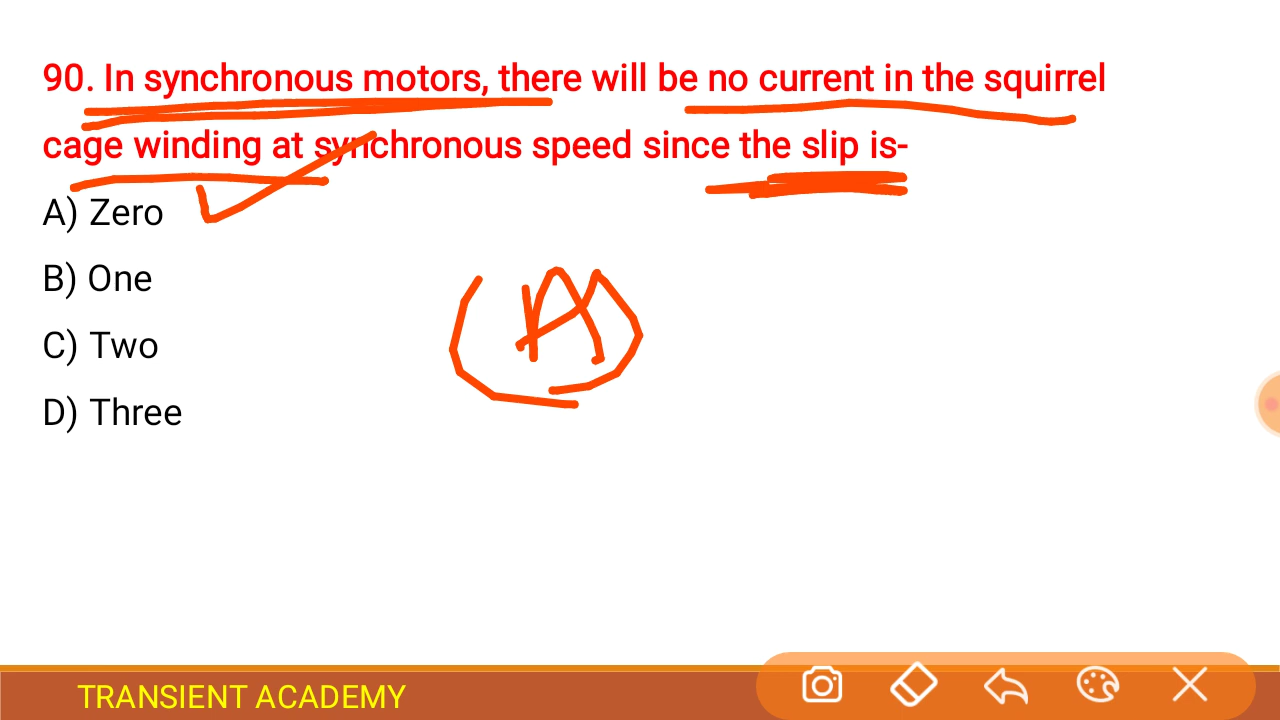 90. In synchronous motors, there will be no current in the squirrel
cage winding at synchronous speed since the slip is-
A) Zero
B) One
C) Two
D) Three
(A)
TRANSIENT ACADEMY